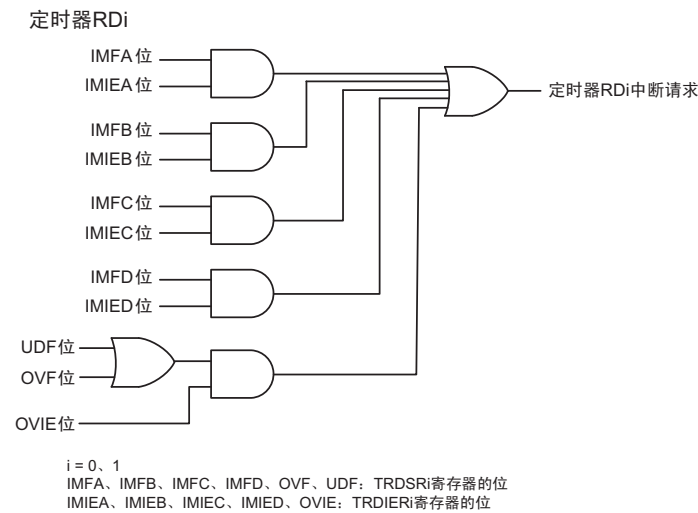 定时器RDi
IMFA位
IMIEA位
定时器RDi中断请求
IMFB位
IMIEB位
IMFC位
IMIEC位
IMFD位
IMIED位
UDF位
OVF位
OVIE位
i = 0、1
IMFA、IMFB、IMFC、IMFD、OVF、UDF：TRDSRi寄存器的位
IMIEA、IMIEB、IMIEC、IMIED、OVIE：TRDIERi寄存器的位